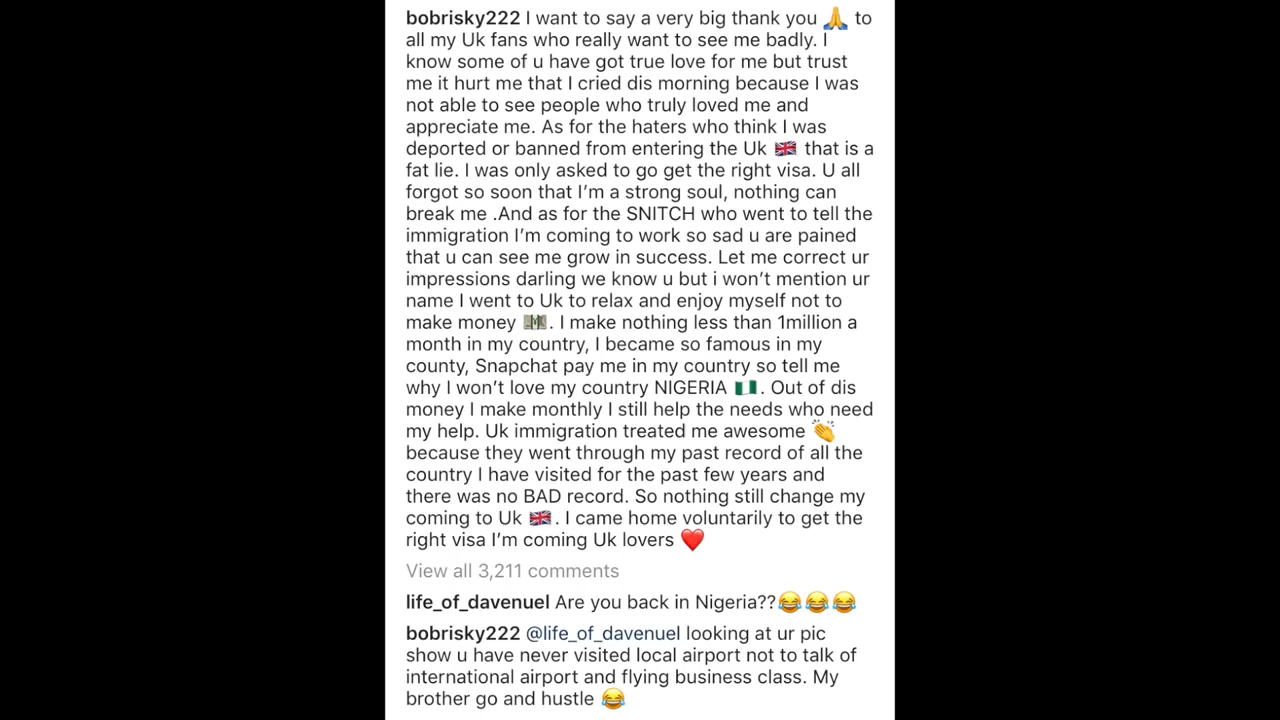 bobrisky222 I want to say a very big thank you 🙏 to
all my Uk fans who really want to see me badly. I
know some of u have got true love for me but trust
me it hurt me that I cried dis morning because I was
not able to see people who truly loved me and
appreciate me. As for the haters who think I was
deported or banned from entering the Uk 🇬🇧 that is a
fat lie. I was only asked to go get the right visa. U all
forgot so soon that I'm a strong soul, nothing can
break me .And as for the SNITCH who went to tell the
immigration I'm coming to work so sad u are pained
that u can see me grow in success. Let me correct ur
impressions darling we know u but i won't mention ur
name I went to Uk to relax and enjoy myself not to
make money 💵. I make nothing less than 1million a
month in my country, I became so famous in my
county, Snapchat pay me in my country so tell me
why I won't love my country NIGERIA 🇳🇬. Out of dis
money I make monthly I still help the needs who need
my help. Uk immigration treated me awesome 👏
because they went through my past record of all the
country I have visited for the past few years and
there was no BAD record. So nothing still change my
coming to Uk 🇬🇧. I came home voluntarily to get the
right visa I'm coming Uk lovers ❤️
View all 3,211 comments
life_of_davenuel Are you back in Nigeria??😂😂😂
bobrisky222 @life_of_davenuel looking at ur pic
show u have never visited local airport not to talk of
international airport and flying business class. My
brother go and hustle 😂